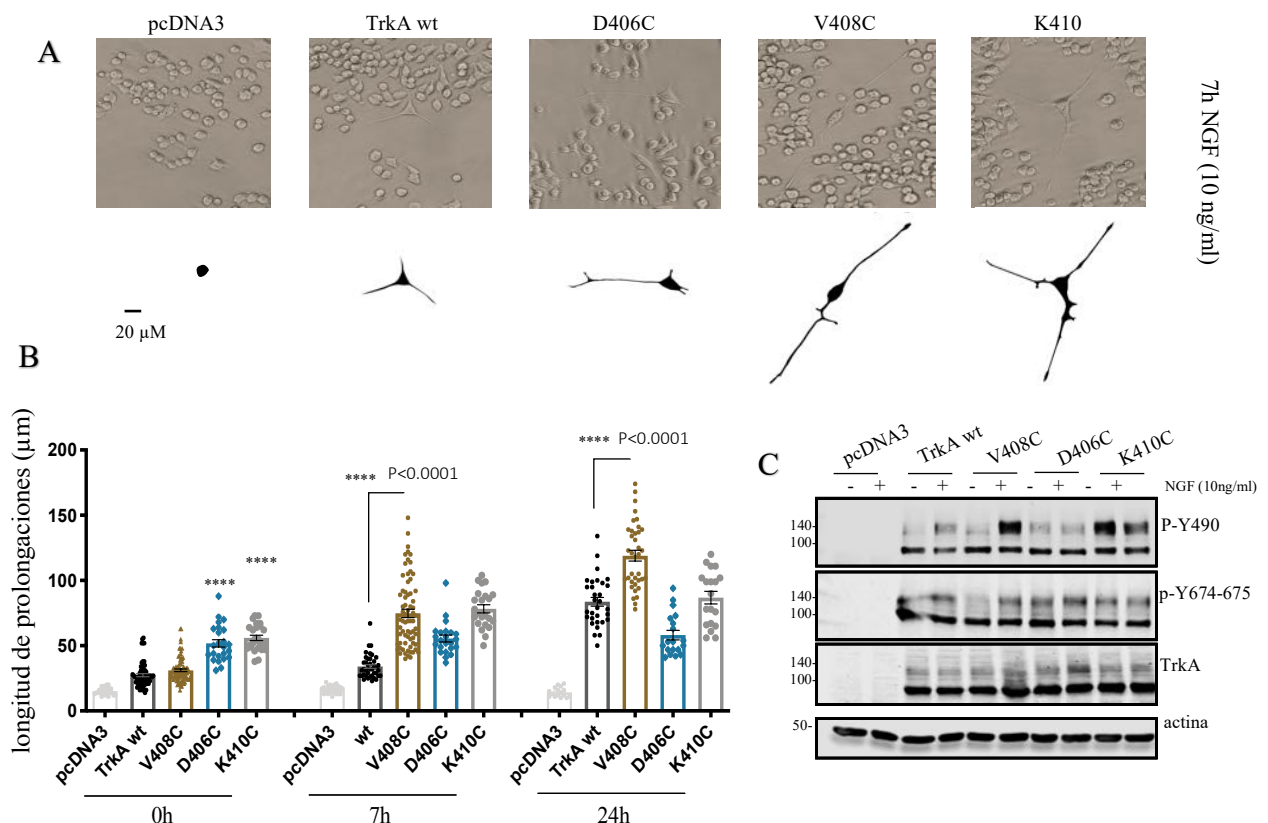 pcDNA3 TrkA wt D406C V408C K410
A
7h NGF (10 ng/ml)
20 µM
B
longitud de prolongaciones (µm)
200
150
100
50
0
**** P<0.0001
**** P<0.0001
**** ****
pcDNA3 TrkA wt V408C D406C K410C
pcDNA3 wt V408C D406C K410C
pcDNA3 TrkA wt V408C D406C K410C
0h 7h 24h
C
pcDNA3 TrkA wt V408C D406C K410C
- + - + - + - + - + - NGF (10ng/ml)
140-
100-
P-Y490
140-
100-
p-Y674-675
140-
100-
TrkA
50-
actina